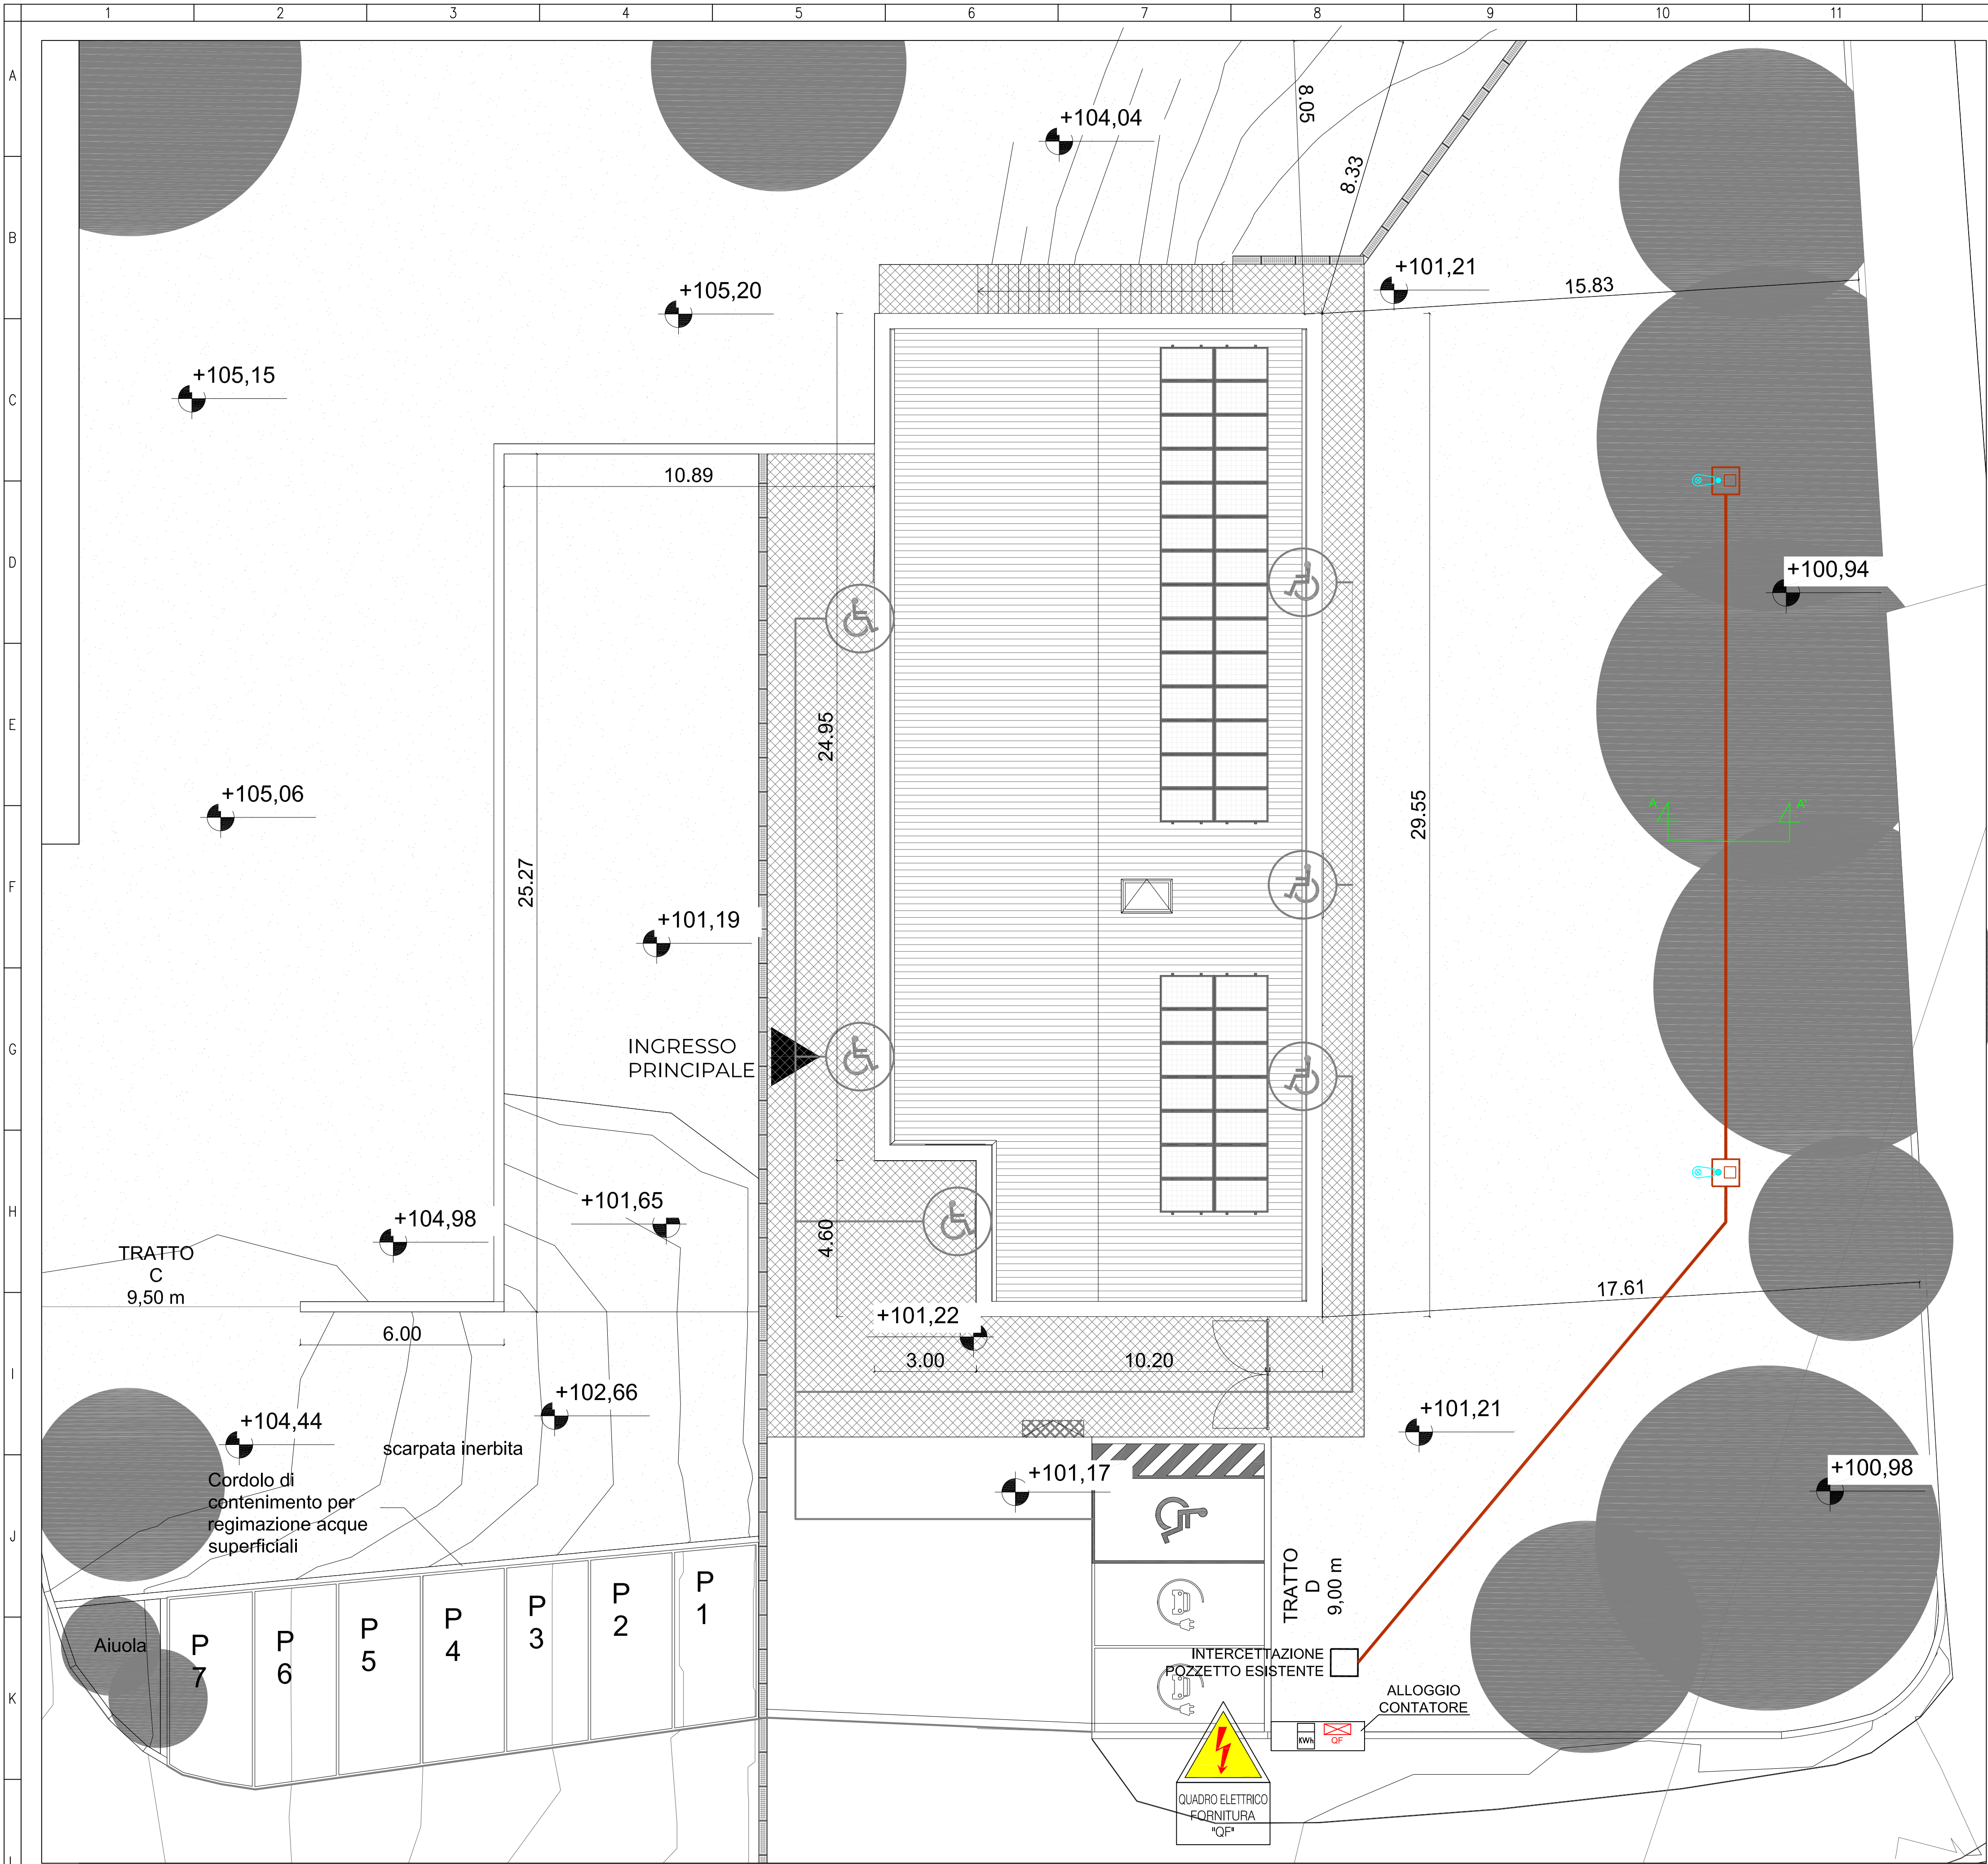 1 2 3 4 5 6 7 8 9 10 11
A
+104,04
8.05
8.33
B
+105,20
+101,21
15.83
+105,15
C
10.89
D
+100,94
24.95
E
29.55
+105,06
A A'
25.27
F
+101,19
INGRESSO
PRINCIPALE
G
+101,65
H
+104,98
4.60
TRATTO
C
9,50 m
17.61
+101,22
6.00
3.00
10.20
I
+102,66
+104,44
+101,21
scarpata inerbita
+101,17
+100,98
Cordolo di
contenimento per
regimazione acque
superficiali
J
TRATTO
D
9,00 m
P
1
P
2
P
3
P
4
P
5
P
6
P
7
Aiuola
INTERCETTAZIONE
POZZETTO ESISTENTE
K
ALLOGGIO
CONTATORE
KWh
QF
QUADRO ELETTRICO
FORNITURA
"QF"